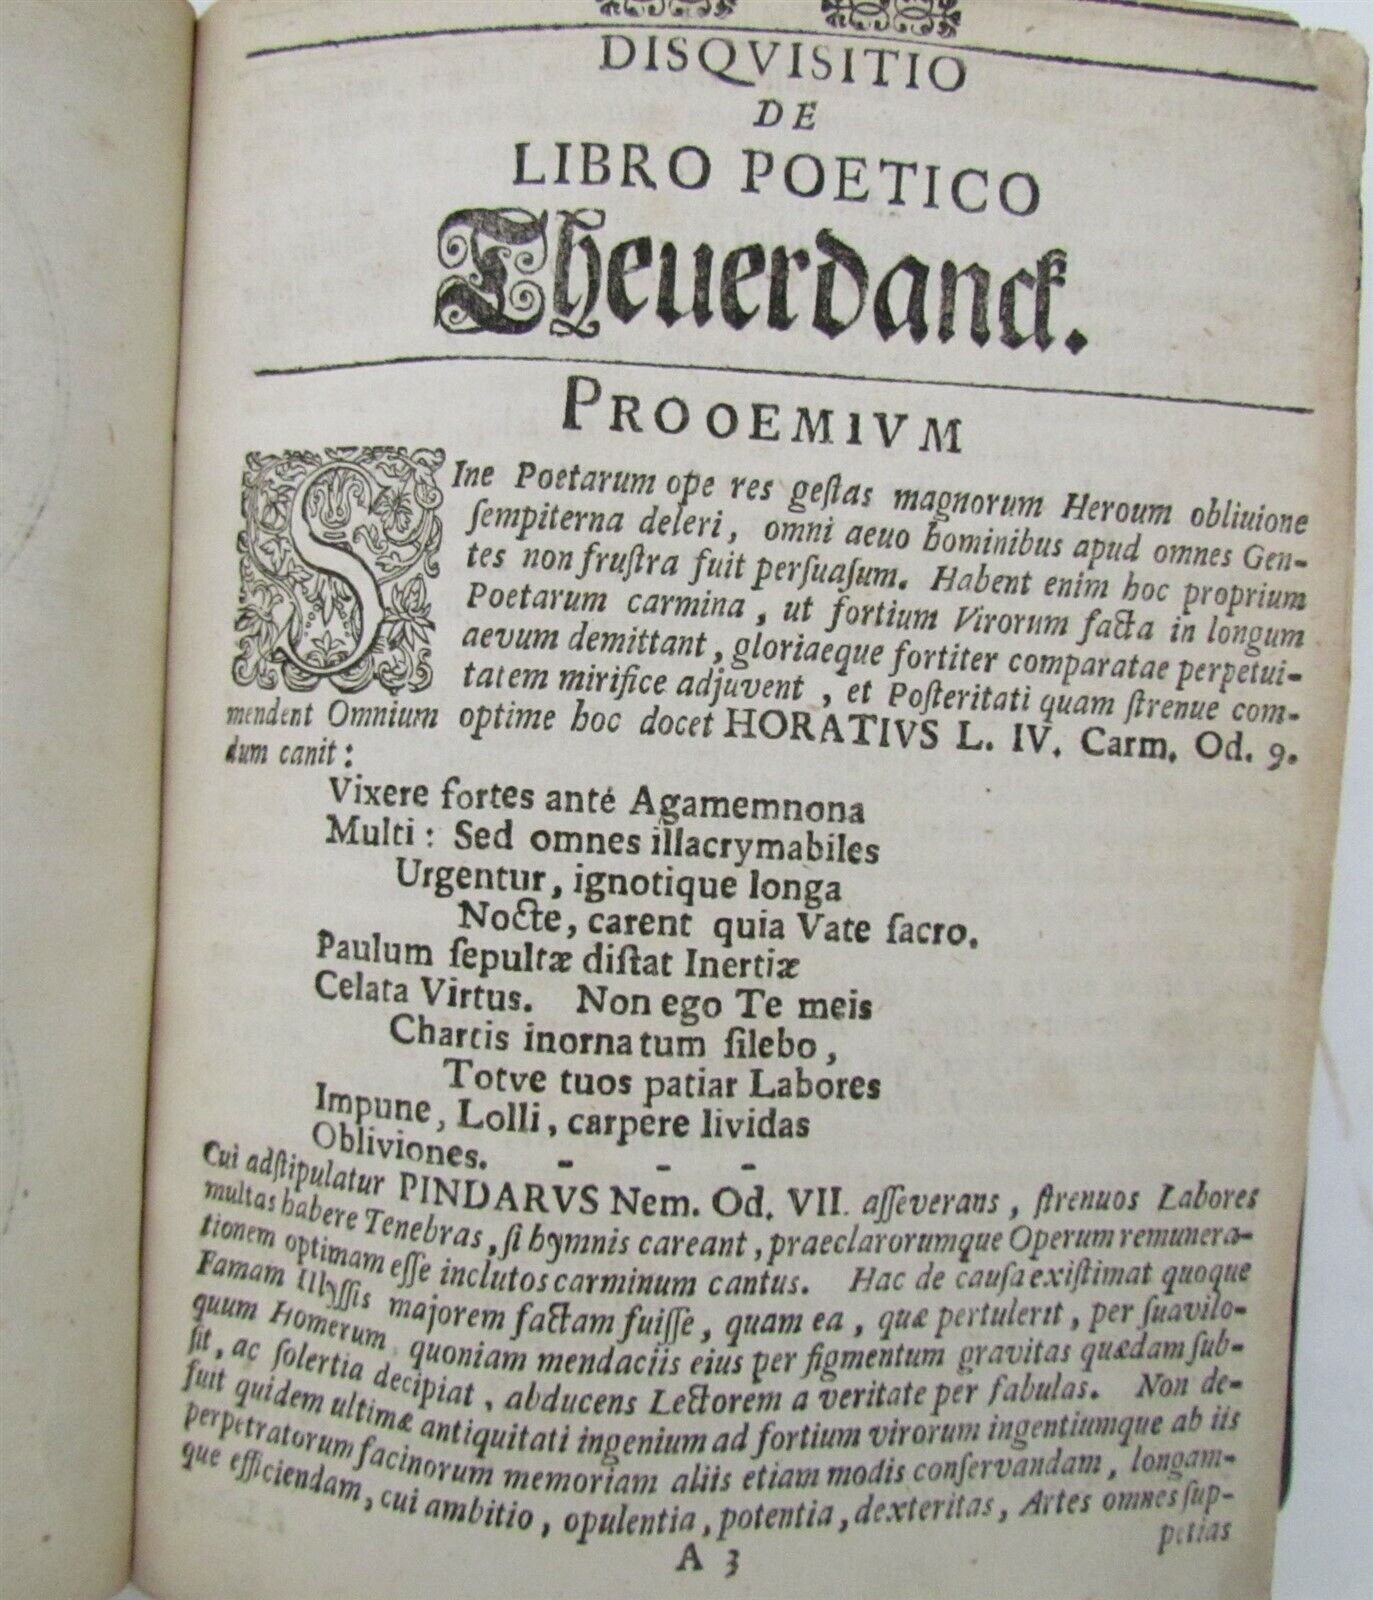 DISQVISITIO
DE
LIBRO POETICO
Theuerdanck.
PROOEMIVM
SIne Poetarum ope res geſtas magnorum Heroum obliuione
ſempiterna deleri, omni aeuo hominibus apud omnes Gen-
tes non fruſtra fuit perſuaſum. Habent enim hoc proprium
Poetarum carmina, ut fortium Virorum facta in longum
aevum demittant, gloriaeque fortiter comparatae perpetui-
tatem mirifice adjuvent, et Poſteritati quam ſtrenue com-
mendent Omnium optime hoc docet HORATIVS L. IV. Carm. Od. 9.
dum canit:
Vixere fortes anté Agamemnona
Multi: Sed omnes illacrymabiles
Urgentur, ignotique longa
Nocte, carent quia Vate ſacro.
Paulum ſepultæ diſtat Inertiæ
Celata Virtus. Non ego Te meis
Chartis inornatum ſilebo,
Totve tuos patiar Labores
Impune, Lolli, carpere lividas
Obliviones. - - -
Cui adſtipulatur PINDARVS Nem. Od. VII. aſſeverans, ſtrenuos Labores
multas habere Tenebras, ſi hymnis careant, praeclarorumque Operum remunera-
tionem optimam eſſe inclutos carminum cantus. Hac de cauſa exiſtimat quoque
Famam Illyſſis majorem factam fuiſſe, quam ea, quæ pertulerit, per ſuavilo-
quum Homerum, quoniam mendaciis eius per figmentum gravitas quædam ſub-
ſit, ac ſolertia decipiat, abducens Lectorem a veritate per fabulas. Non de-
fuit quidem ultimæ antiquitati ingenium ad fortium virorum ingentiumque ab iis
perpetratorum facinorum memoriam aliis etiam modis conſervandam, longam-
que efficiendam, cui ambitio, opulentia, potentia, dexteritas, Artes omnes ſup-
petias
A 3